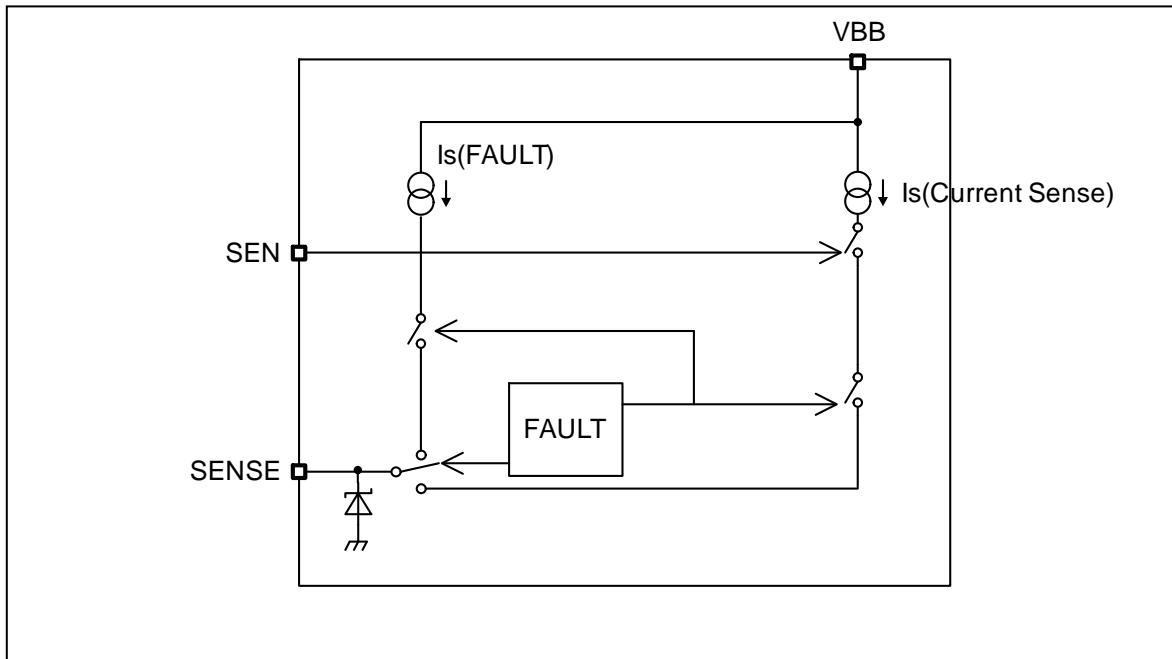 VBB
Is(FAULT)
Is(Current Sense)
SEN
FAULT
SENSE